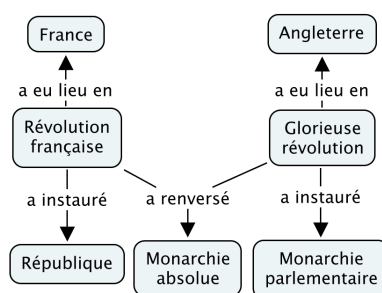 France
Angleterre
a eu lieu en
a eu lieu en
Révolution
française
Glorieuse
révolution
a instauré
a renversé
a instauré
République
Monarchie
absolue
Monarchie
parlementaire